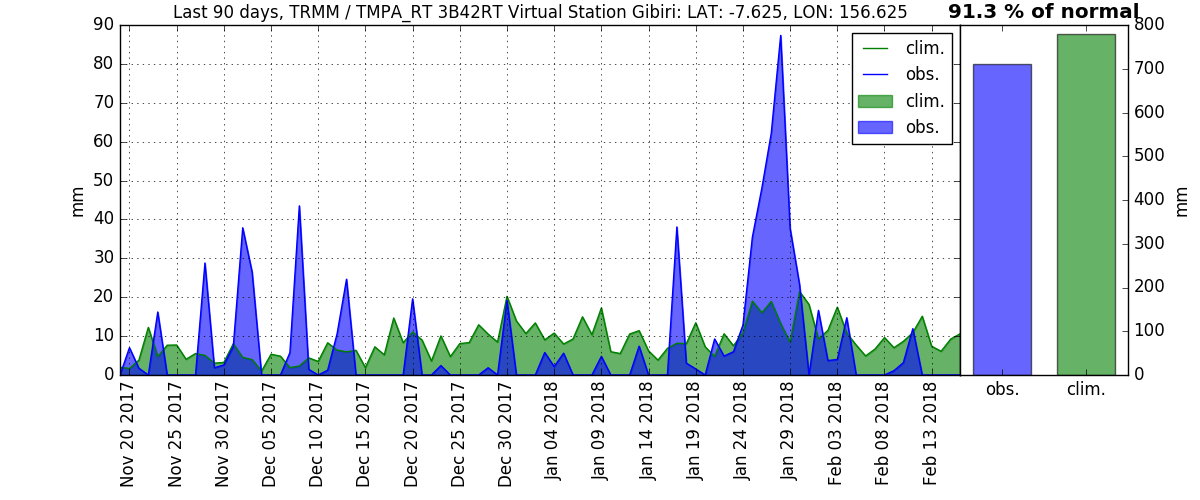 Last 90 days, TRMM / TMPA_RT 3B42RT Virtual Station Gibiri: LAT: -7.625, LON: 156.625
91.3 % of normal
90
80
70
60
50
40
30
20
10
0
mm
clim.
obs.
clim.
obs.
800
700
600
500
400
300
200
100
0
mm
obs.
clim.
Nov 20 2017
Nov 25 2017
Nov 30 2017
Dec 05 2017
Dec 10 2017
Dec 15 2017
Dec 20 2017
Dec 25 2017
Dec 30 2017
Jan 04 2018
Jan 09 2018
Jan 14 2018
Jan 19 2018
Jan 24 2018
Jan 29 2018
Feb 03 2018
Feb 08 2018
Feb 13 2018